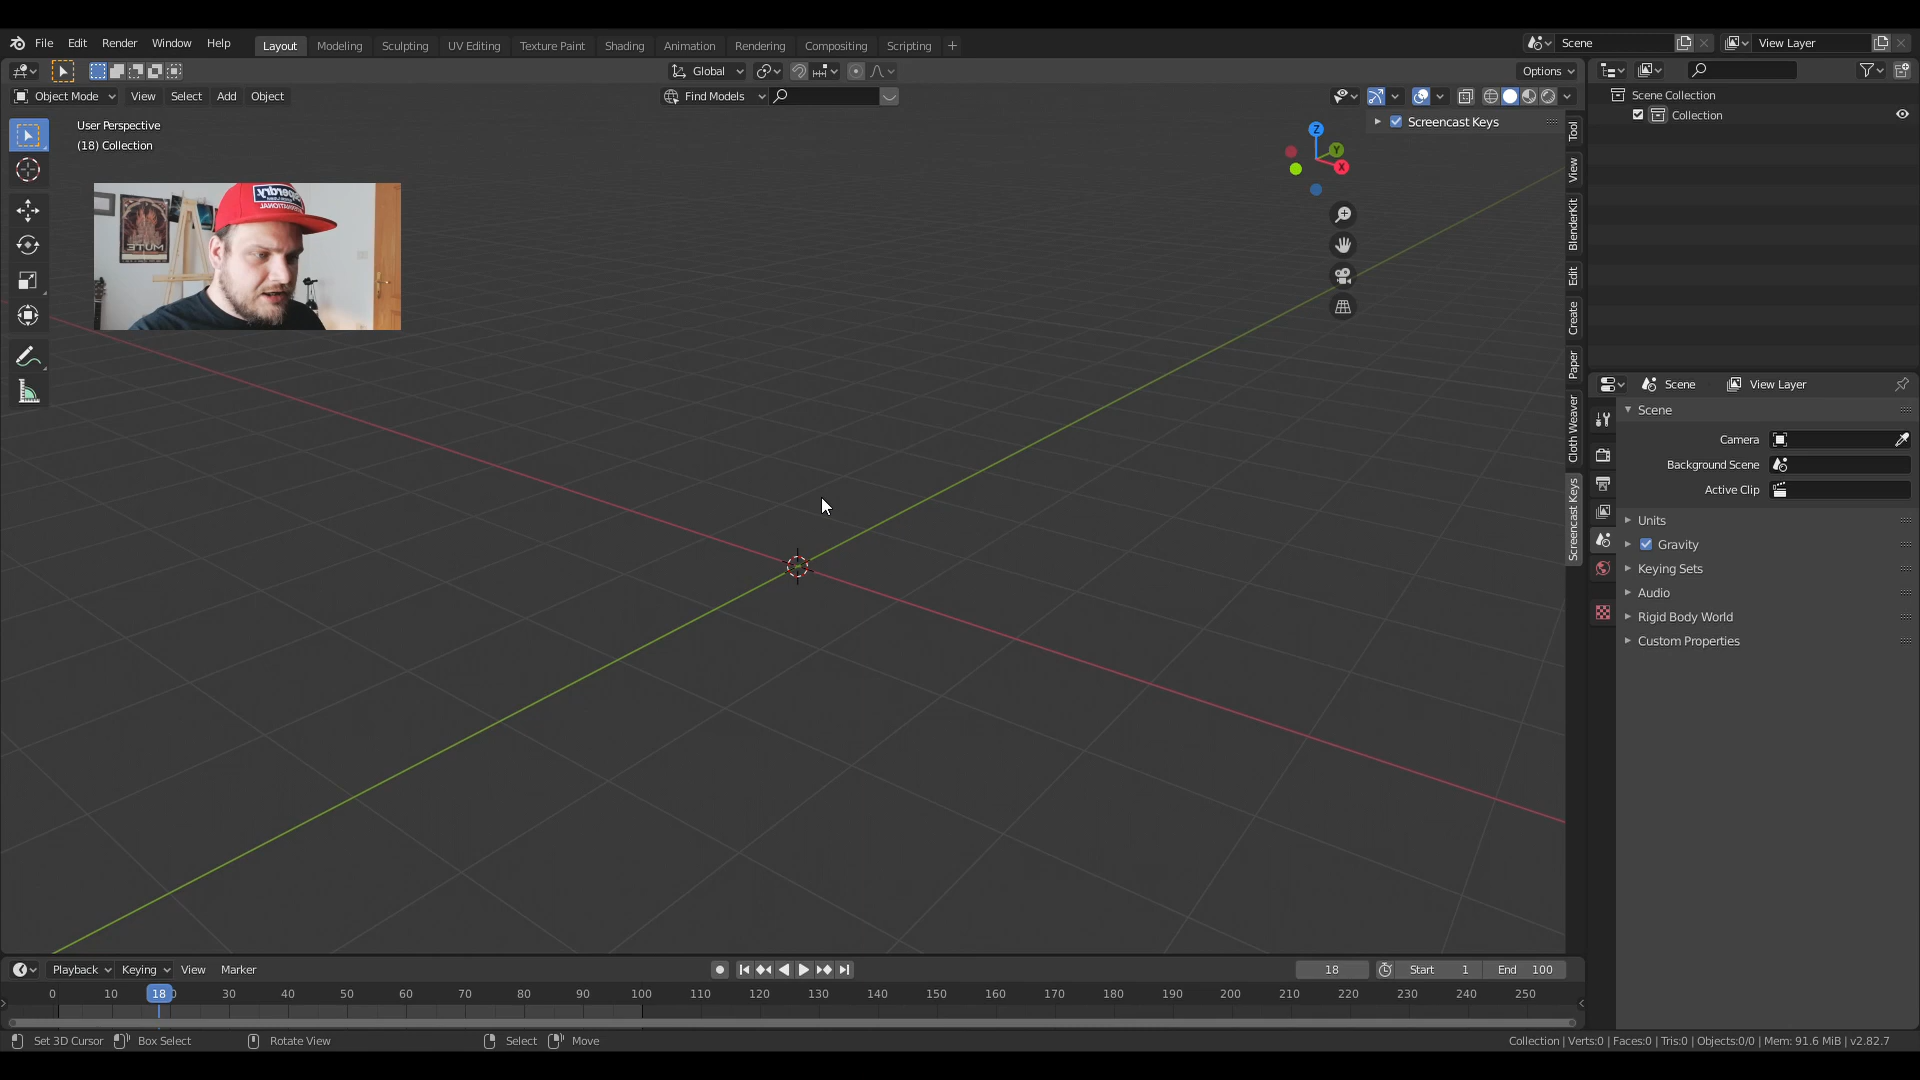 File Edit Render Window Help Layout Modeling Sculpting UV Editing Texture Paint Shading Animation Rendering Compositing Scripting + Scene View Layer
Global Options
Object Mode View Select Add Object Find Models
User Perspective
(18) Collection
Screencast Keys
Z
Y
X
Tool
View
BlenderKit
Edit
Create
Paper
Cloth Weaver
Screencast Keys
Scene Collection
Collection
Scene View Layer
Scene
Camera
Background Scene
Active Clip
Units
Gravity
Keying Sets
Audio
Rigid Body World
Custom Properties
MUTE
Playback Keying View Marker 18 Start 1 End 100
0 10 18 30 40 50 60 70 80 90 100 110 120 130 140 150 160 170 180 190 200 210 220 230 240 250
Set 3D Cursor Box Select Rotate View Select Move Collection | Verts:0 | Faces:0 | Tris:0 | Objects:0/0 | Mem: 91.6 MiB | v2.82.7